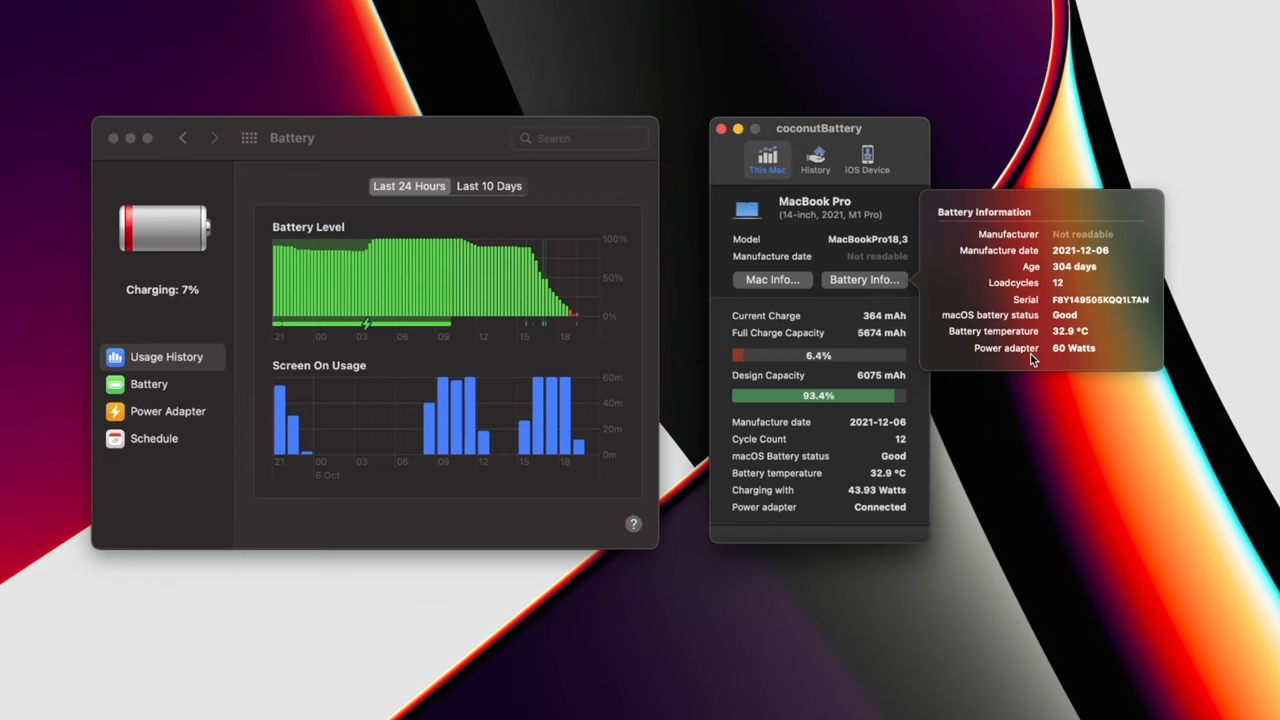 Battery
Search
Charging: 7%
Usage History
Battery
Power Adapter
Schedule
Last 24 Hours Last 10 Days
Battery Level
100%
50%
0%
21 00 03 06 09 12 15 18
Screen On Usage
60m
40m
20m
0m
21 00 03 06 09 12 15 18
6 Oct
?
coconutBattery
This Mac History iOS Device
MacBook Pro
(14-inch, 2021, M1 Pro)
Model MacBookPro18,3
Manufacture date Not readable
Mac Info... Battery Info...
Current Charge 364 mAh
Full Charge Capacity 5674 mAh
6.4%
Design Capacity 6075 mAh
93.4%
Manufacture date 2021-12-06
Cycle Count 12
macOS Battery status Good
Battery temperature 32.9 °C
Charging with 43.93 Watts
Power adapter Connected
Battery Information
Manufacturer Not readable
Manufacture date 2021-12-06
Age 304 days
Loadcycles 12
Serial F8Y149505KQQ1LTAN
macOS battery status Good
Battery temperature 32.9 °C
Power adapter 60 Watts